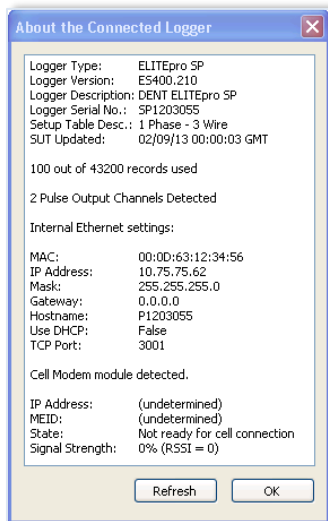 About the Connected Logger
Logger Type: ELITEpro SP
Logger Version: ES400.210
Logger Description: DENT ELITEpro SP
Logger Serial No.: SP1203055
Setup Table Desc.: 1 Phase - 3 Wire
SUT Updated: 02/09/13 00:00:03 GMT
100 out of 43200 records used
2 Pulse Output Channels Detected
Internal Ethernet settings:
MAC: 00:0D:63:12:34:56
IP Address: 10.75.75.62
Mask: 255.255.255.0
Gateway: 0.0.0.0
Hostname: P1203055
Use DHCP: False
TCP Port: 3001
Cell Modem module detected.
IP Address: (undetermined)
MEID: (undetermined)
State: Not ready for cell connection
Signal Strength: 0% (RSSI = 0)
Refresh OK